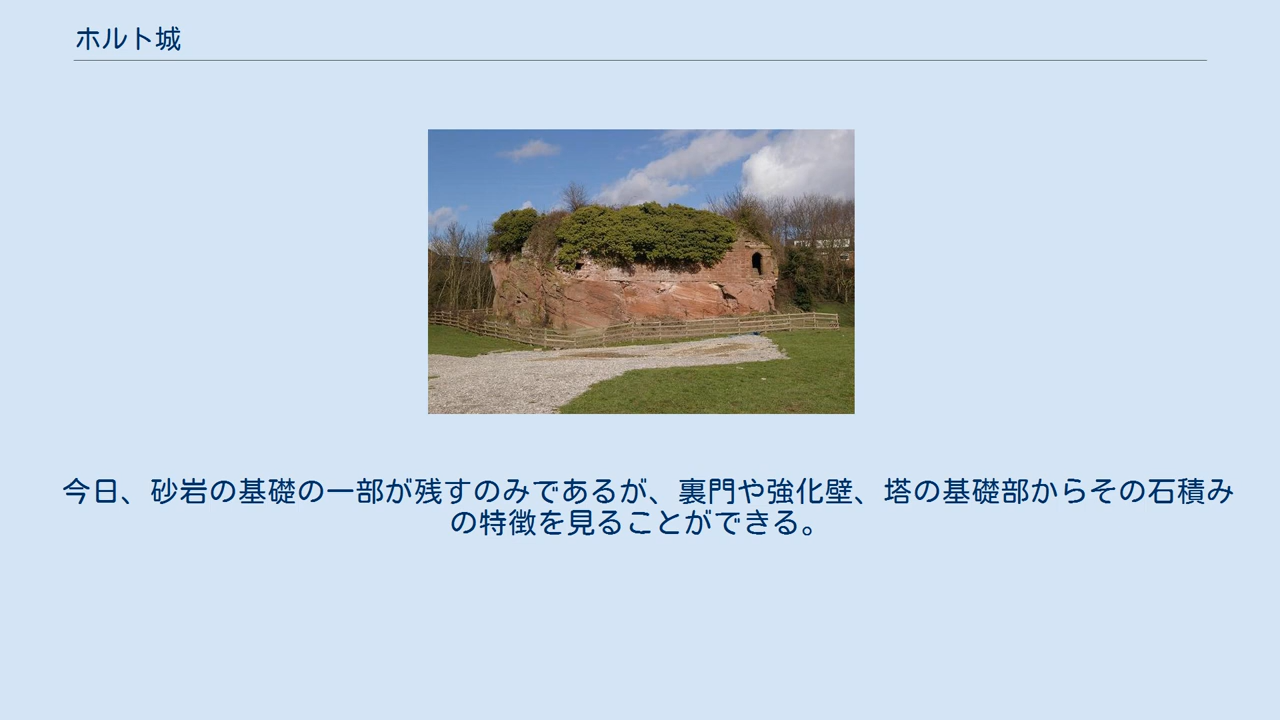 ホルト城
今日、砂岩の基礎の一部が残すのみであるが、裏門や強化壁、塔の基礎部からその石積み
の特徴を見ることができる。